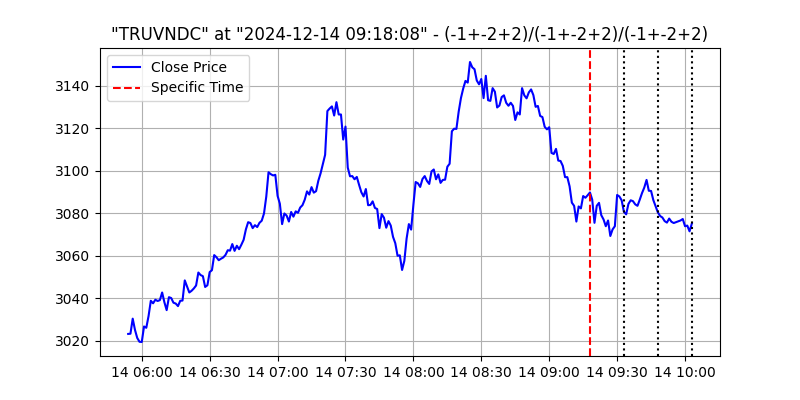 "TRUVNDC" at "2024-12-14 09:18:08" - (-1+-2+2)/(-1+-2+2)/(-1+-2+2)
Close Price
Specific Time
3140
3120
3100
3080
3060
3040
3020
14 06:00 14 06:30 14 07:00 14 07:30 14 08:00 14 08:30 14 09:00 14 09:30 14 10:00